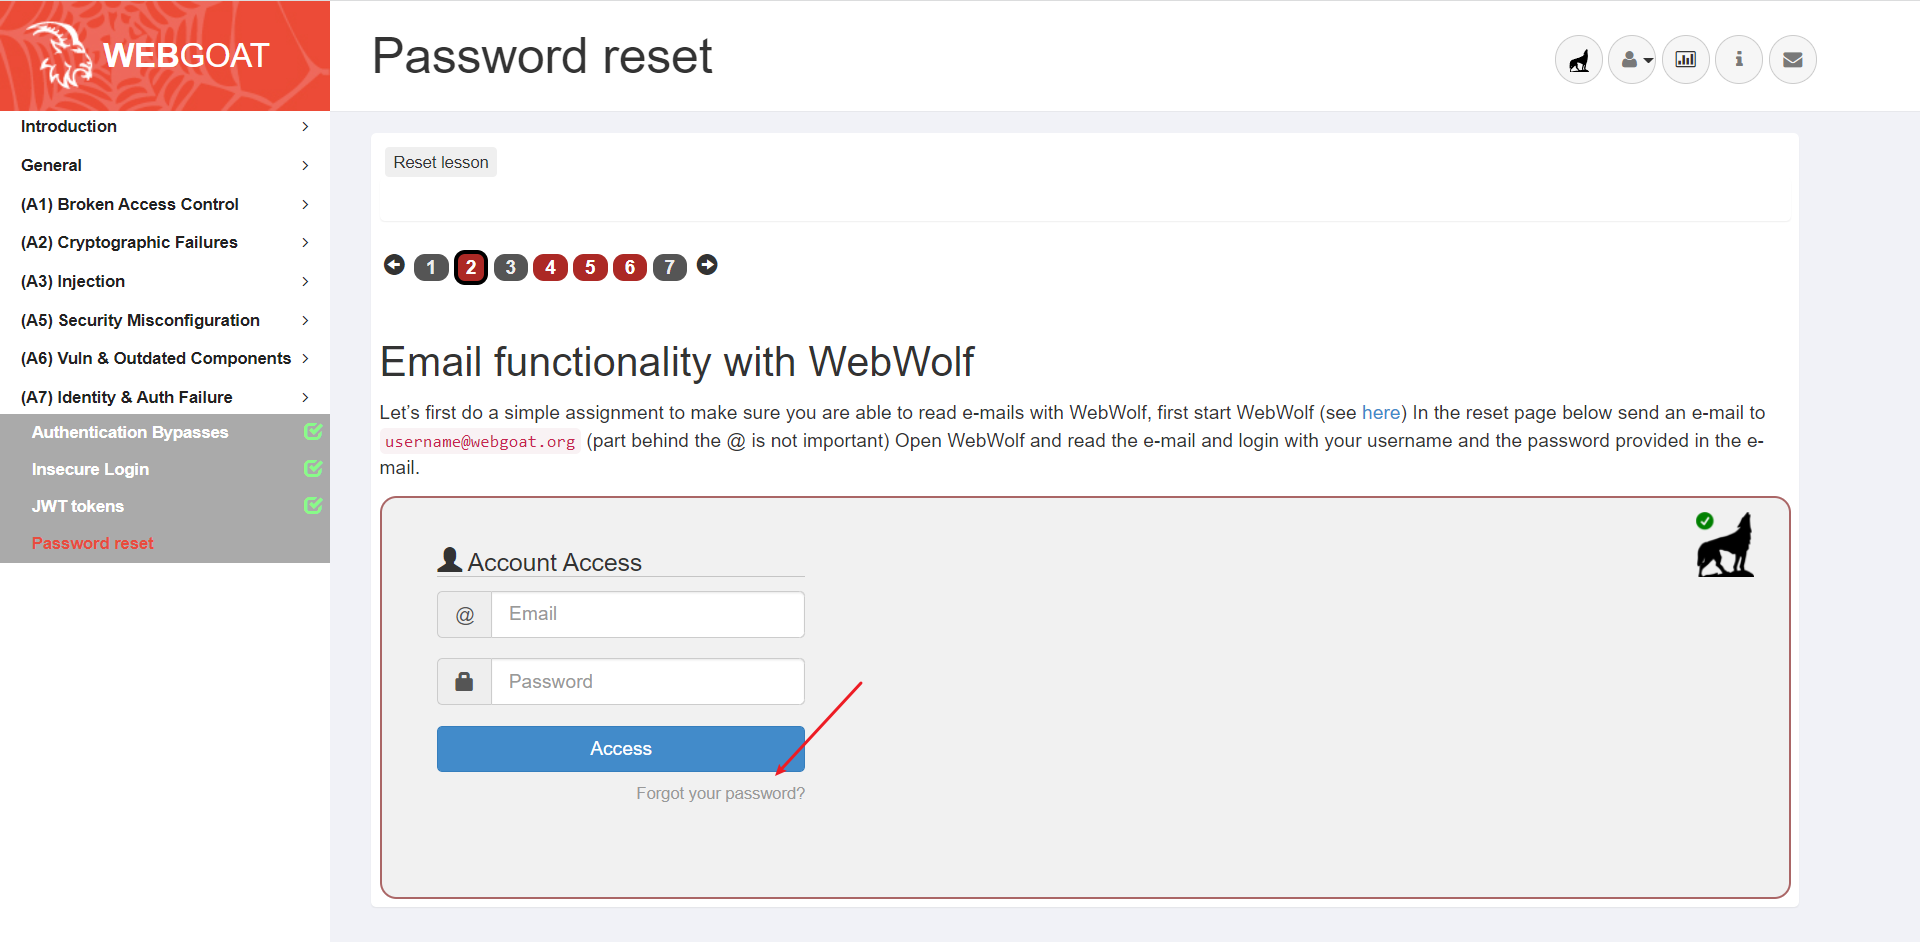 WEBGOAT
Password reset
Introduction
General
(A1) Broken Access Control
(A2) Cryptographic Failures
(A3) Injection
(A5) Security Misconfiguration
(A6) Vuln & Outdated Components
(A7) Identity & Auth Failure
Authentication Bypasses
Insecure Login
JWT tokens
Password reset
Reset lesson
1 2 3 4 5 6 7
Email functionality with WebWolf
Let’s first do a simple assignment to make sure you are able to read e-mails with WebWolf, first start WebWolf (see here) In the reset page below send an e-mail to
username@webgoat.org (part behind the @ is not important) Open WebWolf and read the e-mail and login with your username and the password provided in the e-
mail.
Account Access
@ Email
Password
Access
Forgot your password?